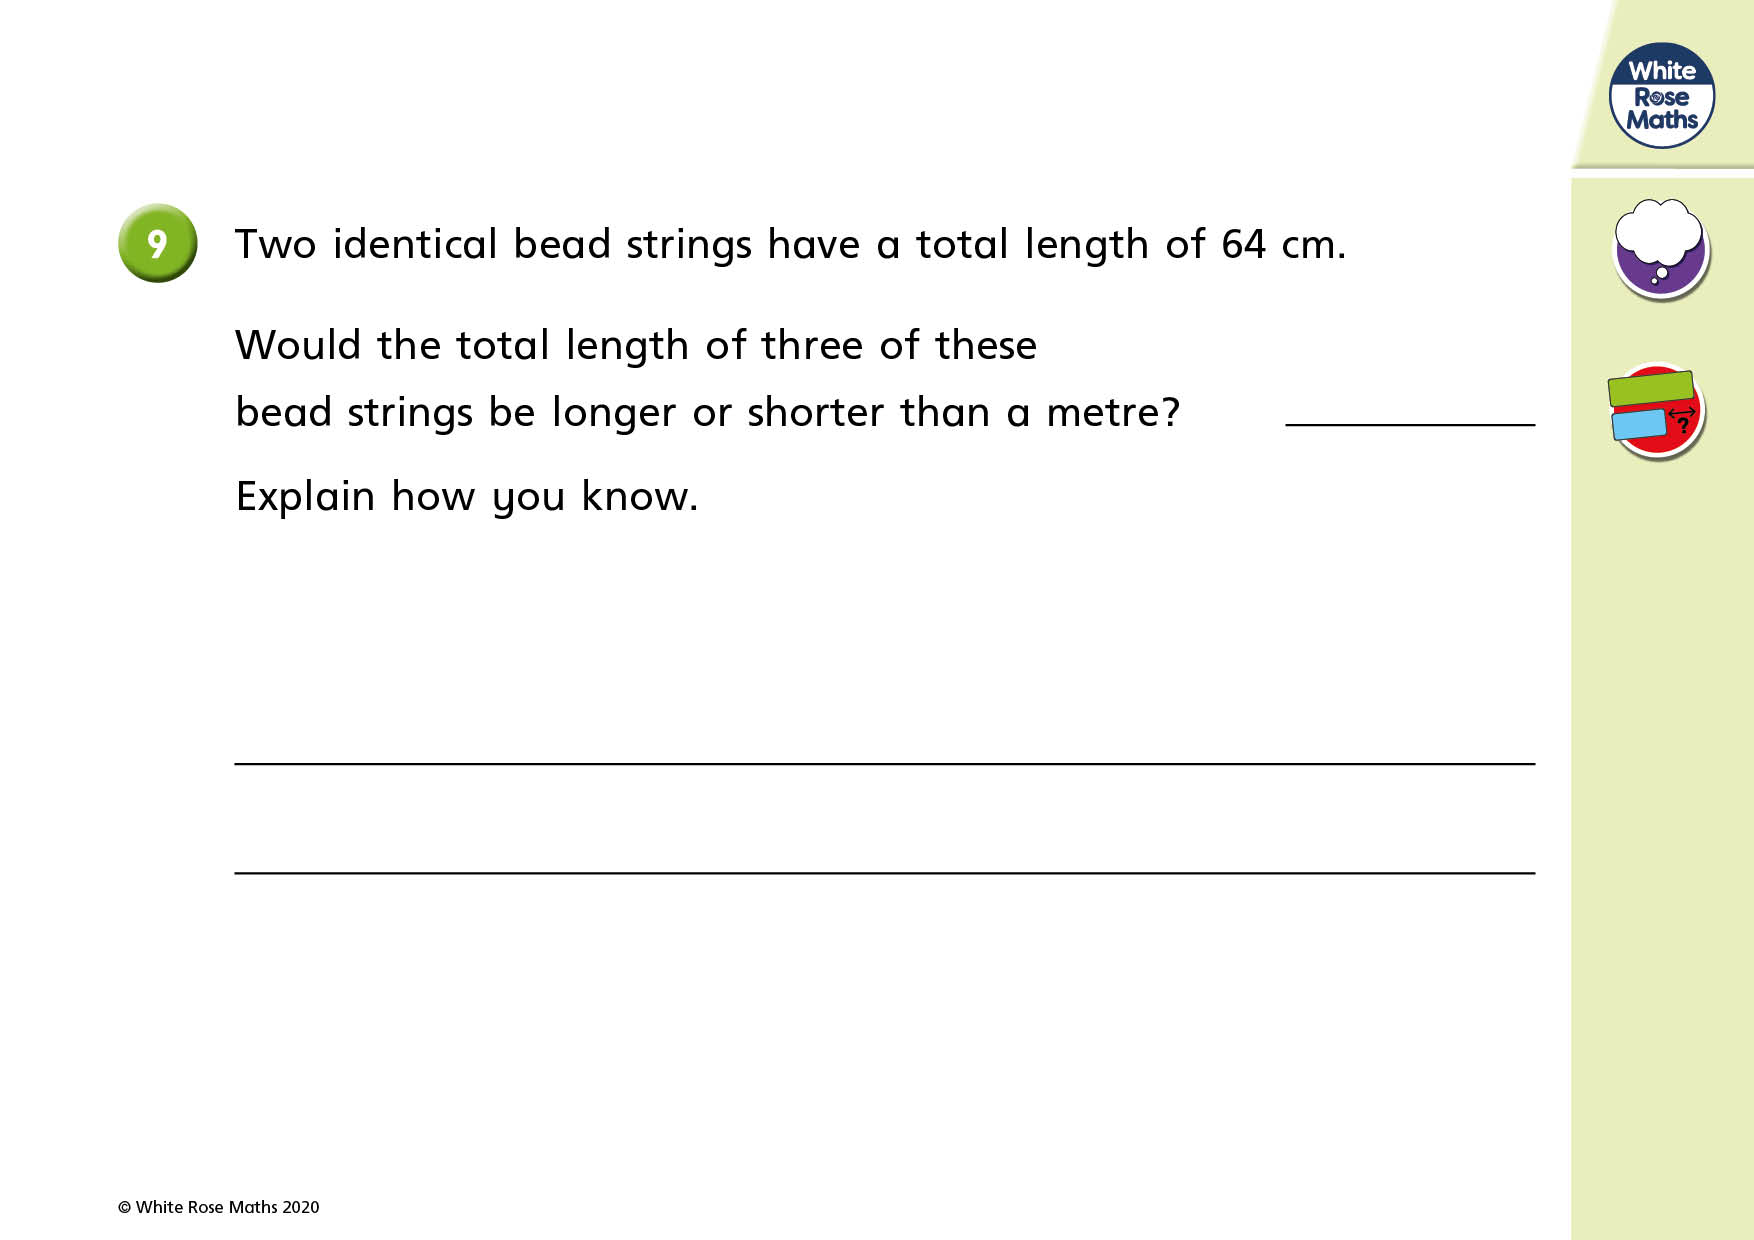 White
Rose
Maths
9 Two identical bead strings have a total length of 64 cm.
Would the total length of three of these
bead strings be longer or shorter than a metre?
?
Explain how you know.
© White Rose Maths 2020